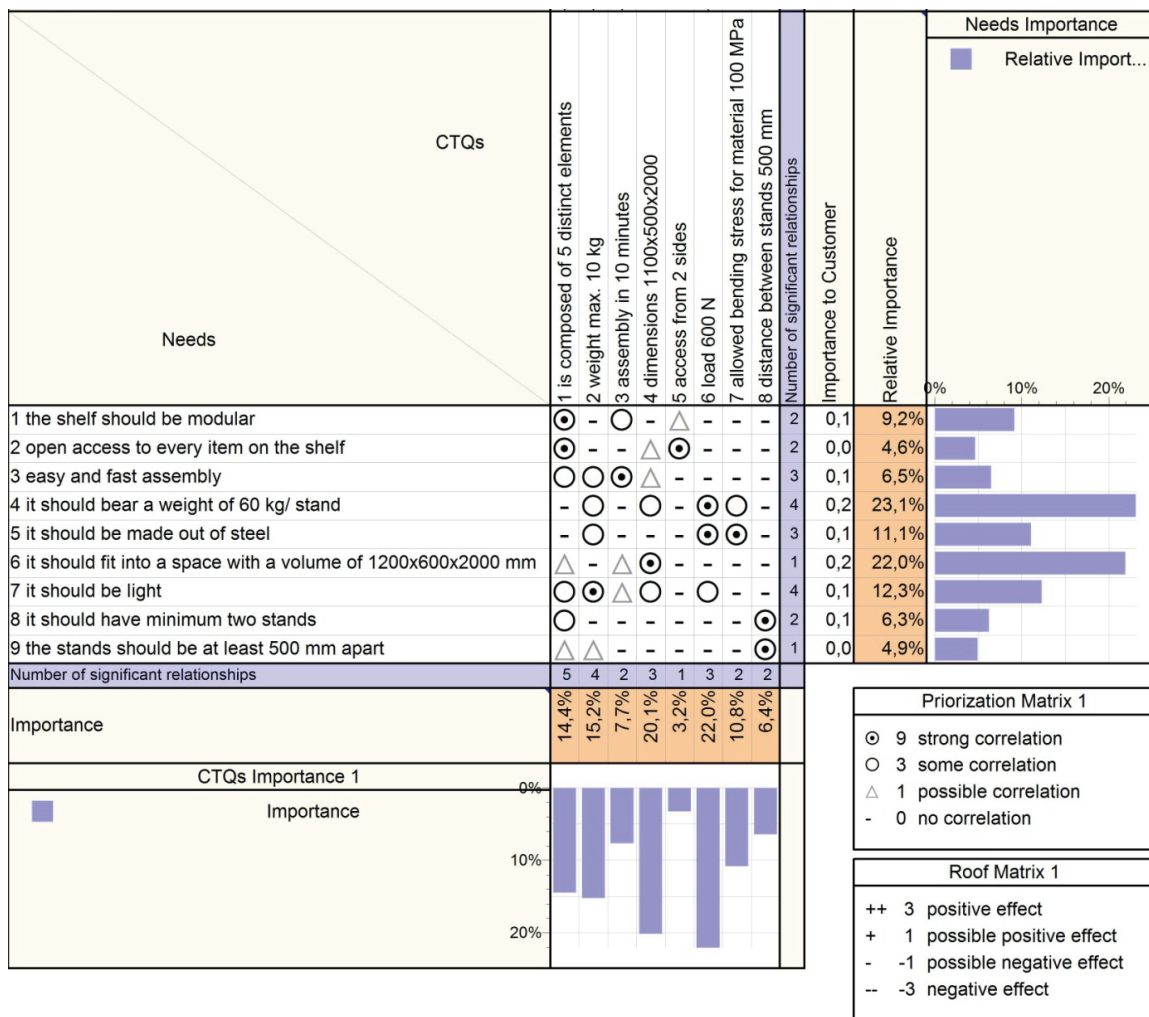 Needs Importance
Relative Import...
CTQs
Needs
1 is composed of 5 distinct elements
2 weight max. 10 kg
3 assembly in 10 minutes
4 dimensions 1100x500x2000
5 access from 2 sides
6 load 600 N
7 allowed bending stress for material 100 MPa
8 distance between stands 500 mm
Number of significant relationships
Importance to Customer
Relative Importance
0% 10% 20%
1 the shelf should be modular - - - - - 2 0,1 9,2%
2 open access to every item on the shelf - - - - - 2 0,0 4,6%
3 easy and fast assembly - - - - 3 0,1 6,5%
4 it should bear a weight of 60 kg/ stand - - - - 4 0,2 23,1%
5 it should be made out of steel - - - - - 3 0,1 11,1%
6 it should fit into a space with a volume of 1200x600x2000 mm - - - - - 1 0,2 22,0%
7 it should be light - - - 4 0,1 12,3%
8 it should have minimum two stands - - - - - - 2 0,1 6,3%
9 the stands should be at least 500 mm apart - - - - - 1 0,0 4,9%
Number of significant relationships 5 4 2 3 1 3 2 2
Importance 14,4% 15,2% 7,7% 20,1% 3,2% 22,0% 10,8% 6,4%
CTQs Importance 1
Importance
0%
10%
20%
Priorization Matrix 1
9 strong correlation
3 some correlation
1 possible correlation
- 0 no correlation
Roof Matrix 1
++ 3 positive effect
+ 1 possible positive effect
- -1 possible negative effect
-- -3 negative effect